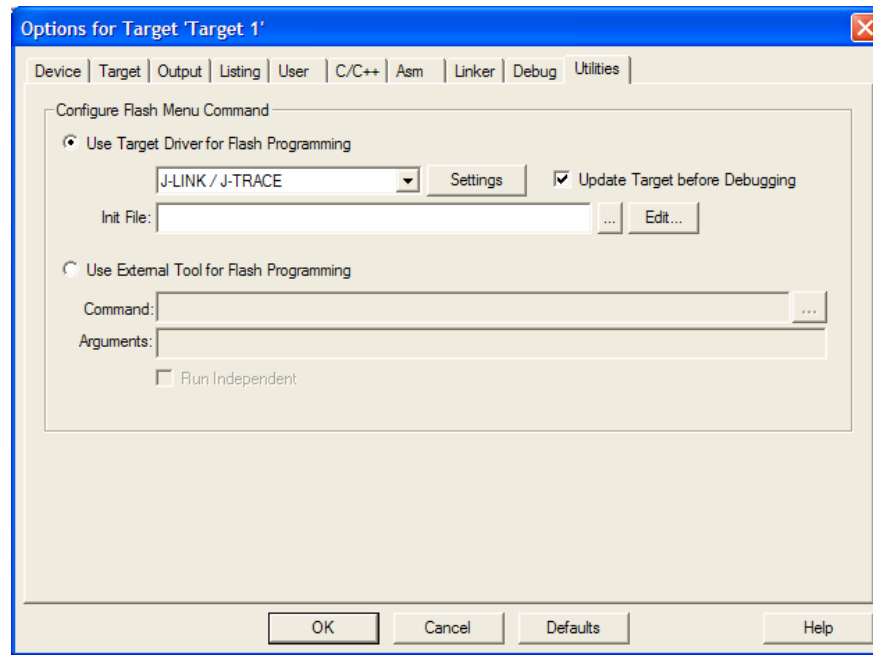 Options for Target 'Target 1'
Device Target Output Listing User C/C++ Asm Linker Debug Utilities
Configure Flash Menu Command
Use Target Driver for Flash Programming
J-LINK / J-TRACE Settings Update Target before Debugging
Init File: ... Edit...
Use External Tool for Flash Programming
Command: ...
Arguments:
Run Independent
OK Cancel Defaults Help